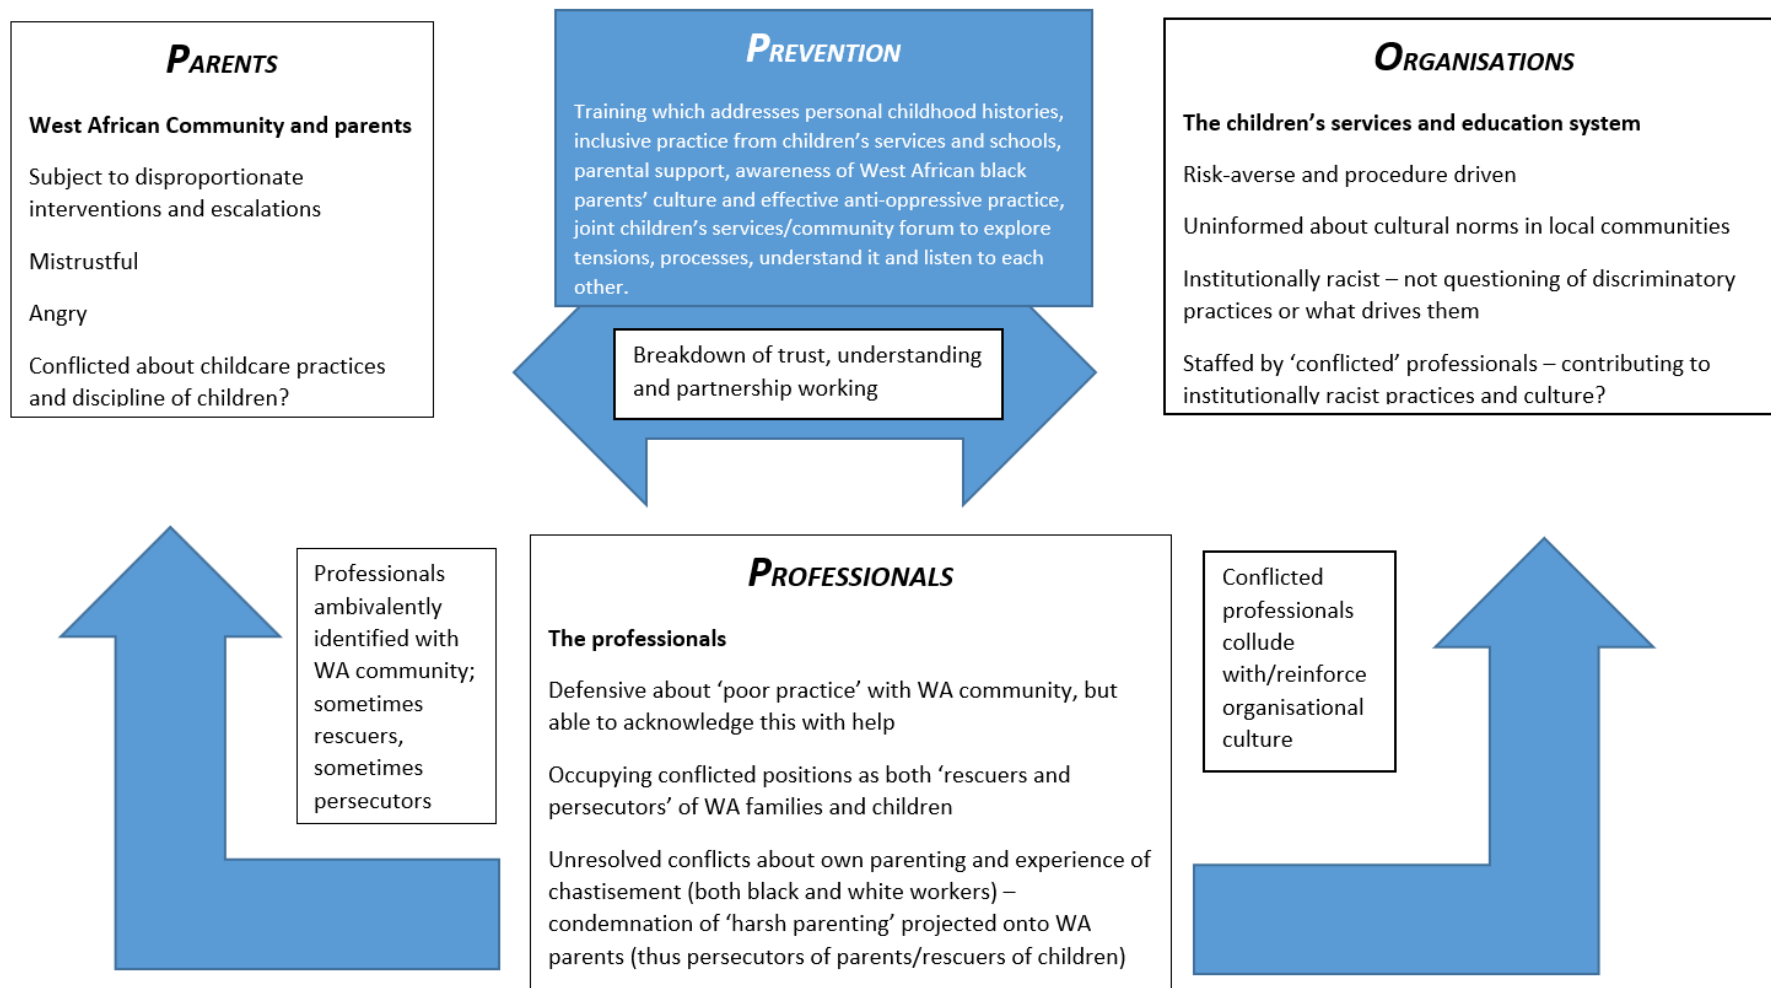 PARENTS
West African Community and parents
Subject to disproportionate
interventions and escalations
Mistrustful
Angry
Conflicted about childcare practices
and discipline of children?
PREVENTION
Training which addresses personal childhood histories,
inclusive practice from children’s services and schools,
parental support, awareness of West African black
parents’ culture and effective anti-oppressive practice,
joint children’s services/community forum to explore
tensions, processes, understand it and listen to each
other.
Breakdown of trust, understanding
and partnership working
ORGANISATIONS
The children’s services and education system
Risk-averse and procedure driven
Uninformed about cultural norms in local communities
Institutionally racist – not questioning of discriminatory
practices or what drives them
Staffed by ‘conflicted’ professionals – contributing to
institutionally racist practices and culture?
Professionals
ambivalently
identified with
WA community;
sometimes
rescuers,
sometimes
persecutors
PROFESSIONALS
The professionals
Defensive about ‘poor practice’ with WA community, but
able to acknowledge this with help
Occupying conflicted positions as both ‘rescuers and
persecutors’ of WA families and children
Unresolved conflicts about own parenting and experience of
chastisement (both black and white workers) –
condemnation of ‘harsh parenting’ projected onto WA
parents (thus persecutors of parents/rescuers of children)
Conflicted
professionals
collude
with/reinforce
organisational
culture